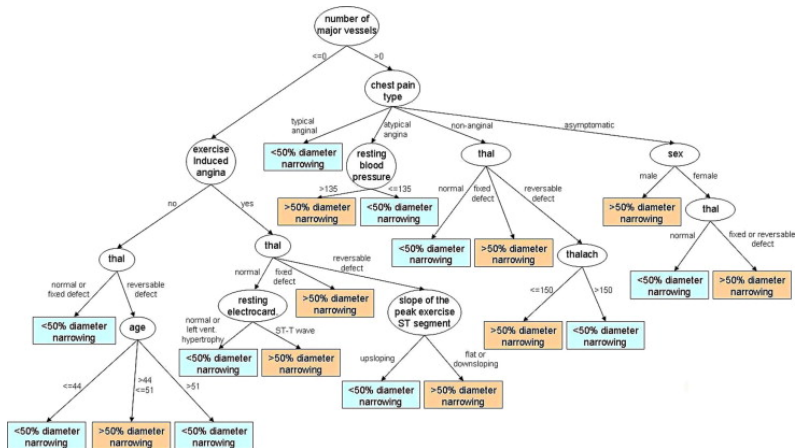 number of
major vessels
<=0
>0
chest pain
type
typical
anginal
atypical
angina
non-anginal
asymptomatic
exercise
Induced
angina
<50% diameter
narrowing
resting
blood
pressure
thal
sex
no
yes
>135
<=135
normal
fixed
defect
reversable
defect
male
female
>50% diameter
narrowing
<50% diameter
narrowing
>50% diameter
narrowing
thal
thal
thal
<50% diameter
narrowing
>50% diameter
narrowing
thalach
normal
fixed or reversable
defect
normal or
fixed defect
reversable
defect
normal
fixed
defect
reversable
defect
<=150
>150
<50% diameter
narrowing
>50% diameter
narrowing
<50% diameter
narrowing
age
resting
electrocard.
>50% diameter
narrowing
slope of the
peak exercise
ST segment
>50% diameter
narrowing
<50% diameter
narrowing
normal or
left vent.
hypertrophy
ST-T wave
<50% diameter
narrowing
>50% diameter
narrowing
upsloping
flat or
downsloping
<=44
>44
<=51
>51
<50% diameter
narrowing
>50% diameter
narrowing
<50% diameter
narrowing
>50% diameter
narrowing
<50% diameter
narrowing